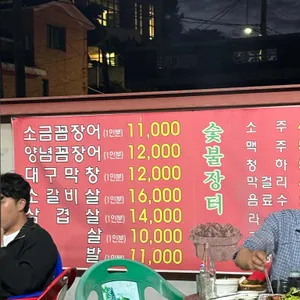 소금꼼장어(1인분) 11,000
양념꼼장어(1인분) 12,000
대구막창(1인분) 12,000
소갈비살(1인분) 16,000
삼겹살(1인분) 14,000
살(1인분) 10,000
발(1인분) 11,000
숯불장터
소주
맥주
청하
막걸리
음료수
라